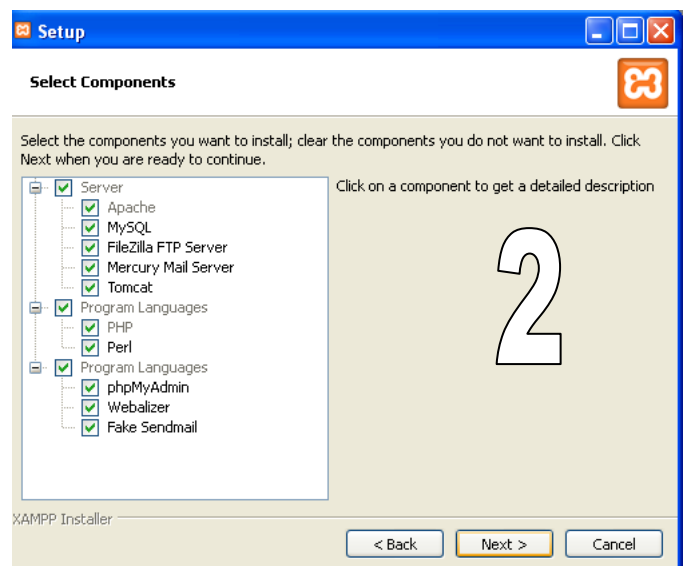 Setup
Select Components
Select the components you want to install; clear the components you do not want to install. Click
Next when you are ready to continue.
Server
Apache
MySQL
FileZilla FTP Server
Mercury Mail Server
Tomcat
Program Languages
PHP
Perl
Program Languages
phpMyAdmin
Webalizer
Fake Sendmail
Click on a component to get a detailed description
2
XAMPP Installer
< Back
Next >
Cancel